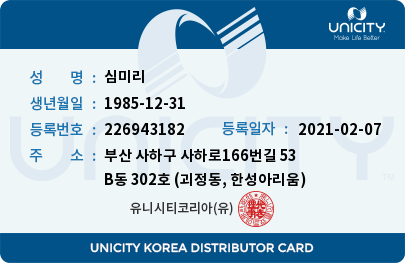 UNICITY
Make Life Better
성 명 : 심미리
생년월일 : 1985-12-31
등록번호 : 226943182 등록일자 : 2021-02-07
주 소 : 부산 사하구 사하로166번길 53
B동 302호 (괴정동, 한성아리움)
유니시티코리아(유)
UNICITY
UNICITY KOREA DISTRIBUTOR CARD